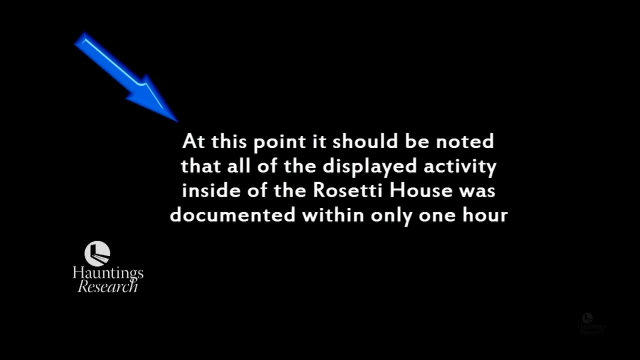 At this point it should be noted
that all of the displayed activity
inside of the Rosetti House was
documented within only one hour
Hauntings
Research